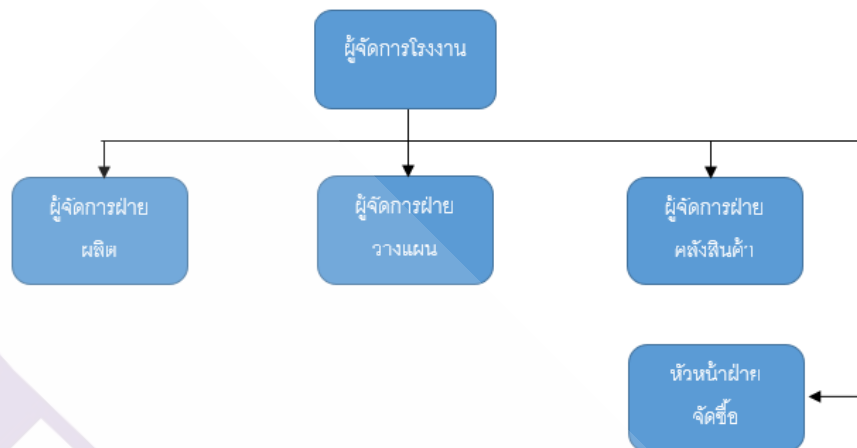 ผู้จัดการโรงงาน
ผู้จัดการฝ่าย
ผลิต
ผู้จัดการฝ่าย
วางแผน
ผู้จัดการฝ่าย
คลังสินค้า
หัวหน้าฝ่าย
จัดซื้อ